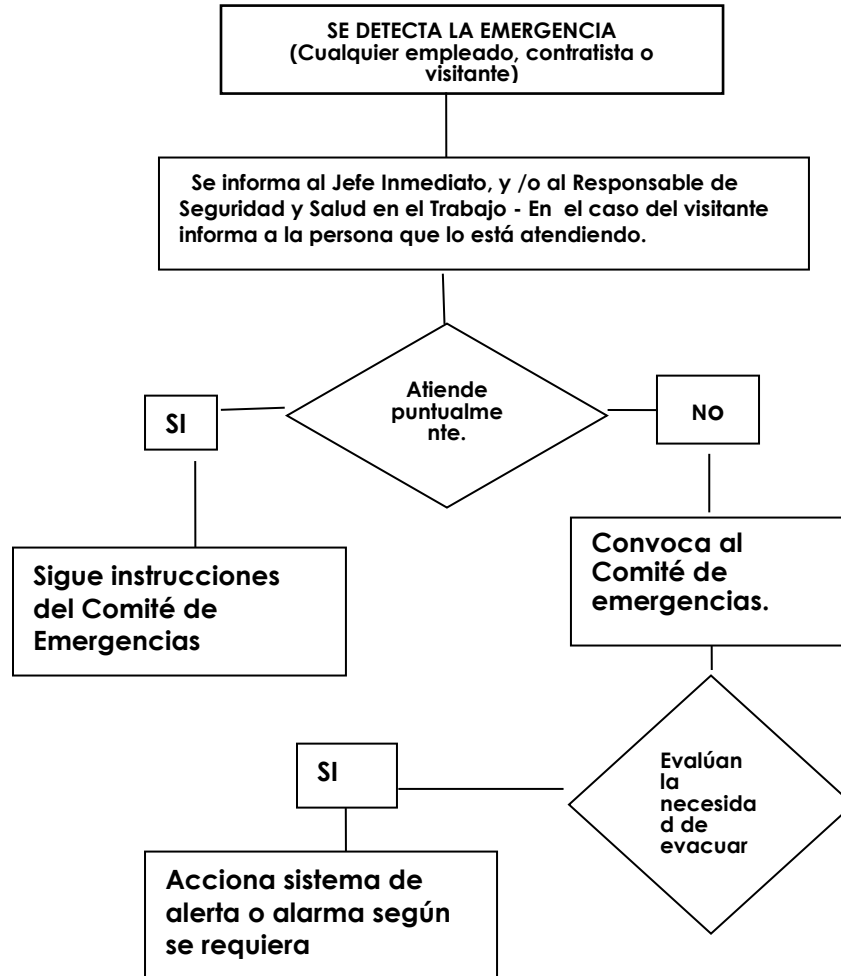 SE DETECTA LA EMERGENCIA
(Cualquier empleado, contratista o
visitante)
Se informa al Jefe Inmediato, y /o al Responsable de
Seguridad y Salud en el Trabajo - En el caso del visitante
informa a la persona que lo está atendiendo.
Atiende
puntualme
nte.
SI
NO
Sigue instrucciones
del Comité de
Emergencias
Convoca al
Comité de
emergencias.
Evalúan
la
necesida
d de
evacuar
SI
Acciona sistema de
alerta o alarma según
se requiera